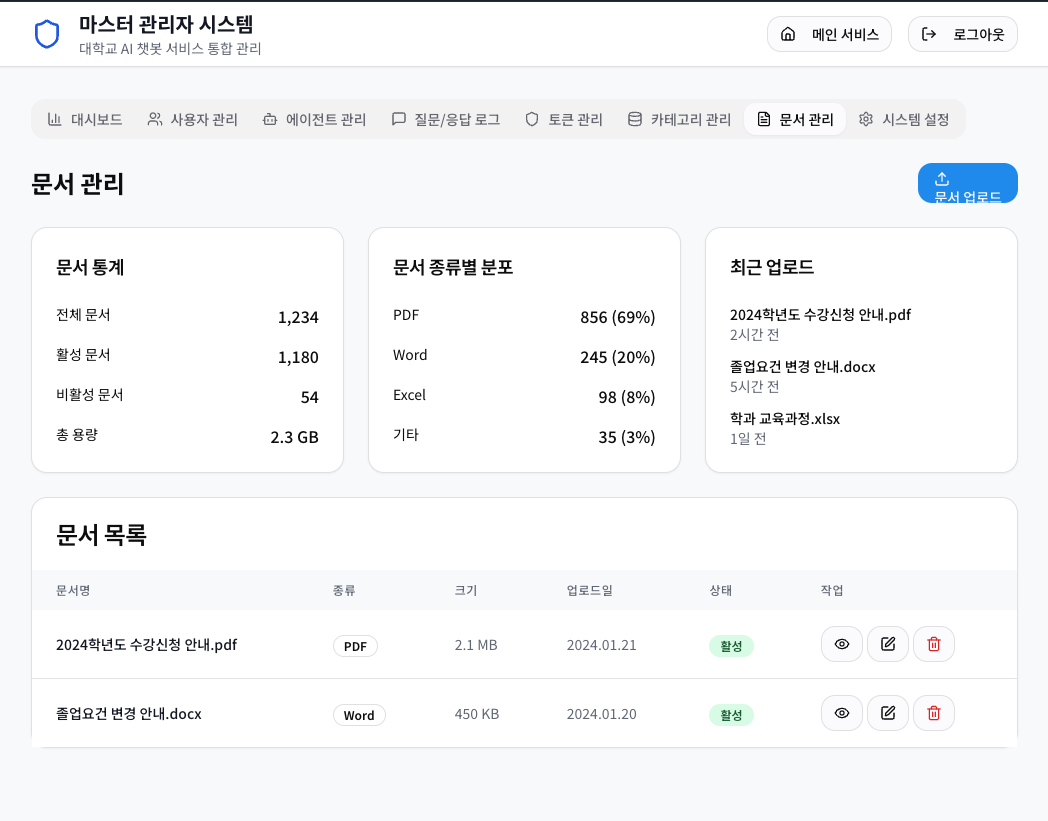 마스터 관리자 시스템
대학교 AI 챗봇 서비스 통합 관리
메인 서비스
로그아웃
대시보드 사용자 관리 에이전트 관리 질문/응답 로그 토큰 관리 카테고리 관리 문서 관리 시스템 설정
문서 관리
문서 업로드
문서 통계
전체 문서 1,234
활성 문서 1,180
비활성 문서 54
총 용량 2.3 GB
문서 종류별 분포
PDF 856 (69%)
Word 245 (20%)
Excel 98 (8%)
기타 35 (3%)
최근 업로드
2024학년도 수강신청 안내.pdf
2시간 전
졸업요건 변경 안내.docx
5시간 전
학과 교육과정.xlsx
1일 전
문서 목록
문서명 종류 크기 업로드일 상태 작업
2024학년도 수강신청 안내.pdf PDF 2.1 MB 2024.01.21 활성
졸업요건 변경 안내.docx Word 450 KB 2024.01.20 활성